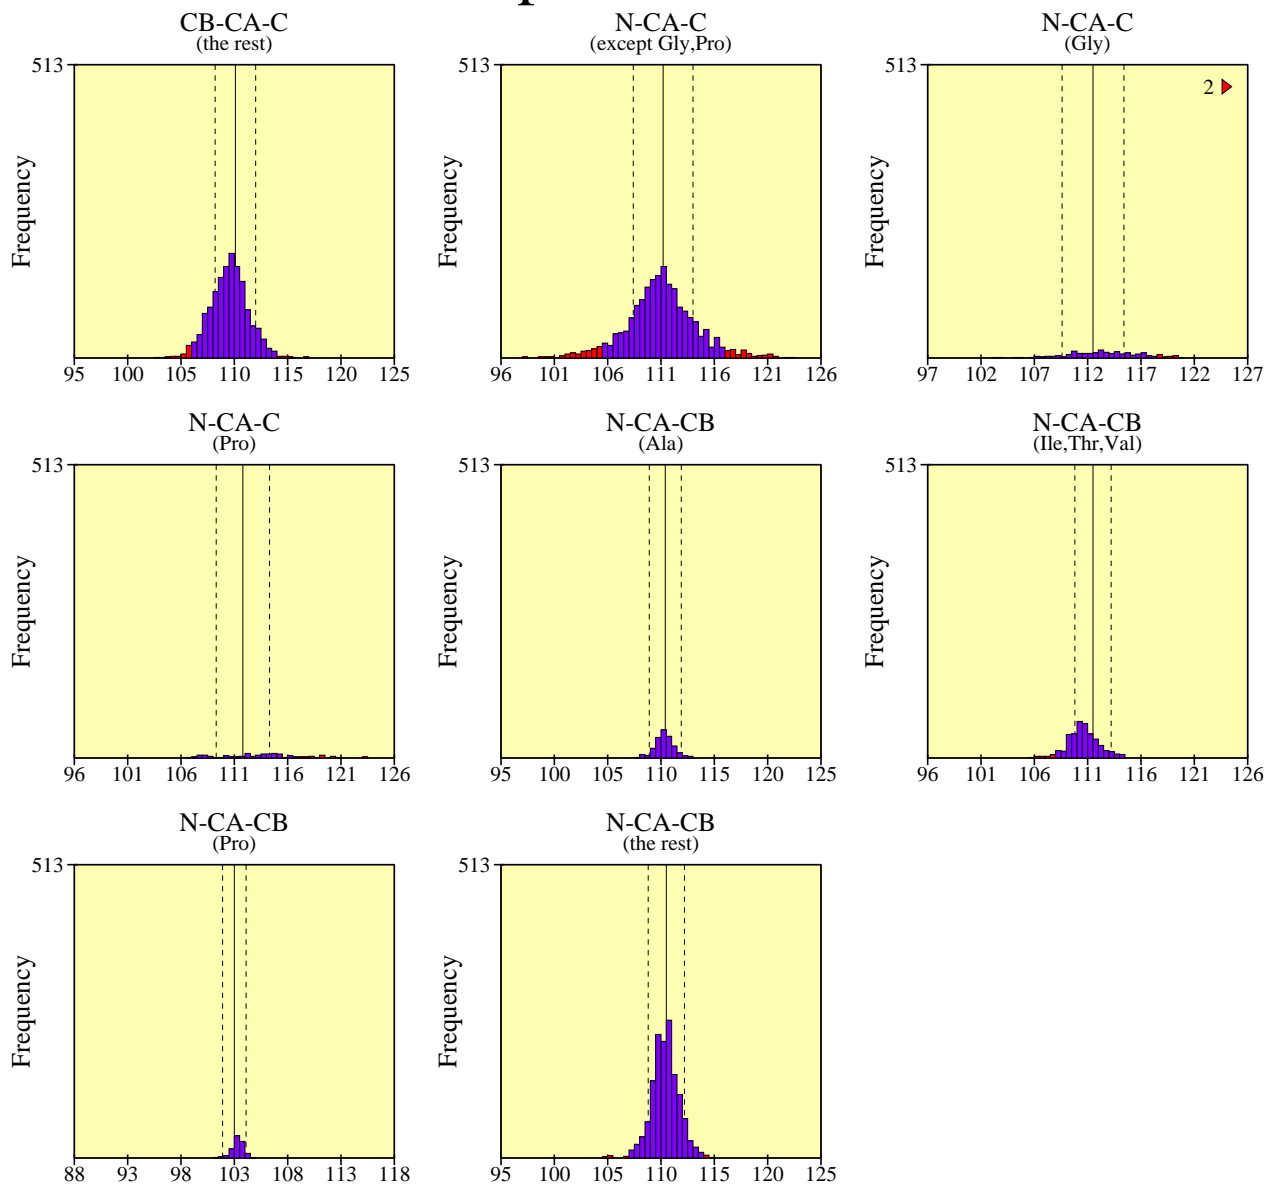 CB-CA-C
(the rest)
513
Frequency
95 100 105 110 115 120 125
N-CA-C
(except Gly,Pro)
513
Frequency
96 101 106 111 116 121 126
N-CA-C
(Gly)
513
2
Frequency
97 102 107 112 117 122 127
N-CA-C
(Pro)
513
Frequency
96 101 106 111 116 121 126
N-CA-CB
(Ala)
513
Frequency
95 100 105 110 115 120 125
N-CA-CB
(Ile,Thr,Val)
513
Frequency
96 101 106 111 116 121 126
N-CA-CB
(Pro)
513
Frequency
88 93 98 103 108 113 118
N-CA-CB
(the rest)
513
Frequency
95 100 105 110 115 120 125